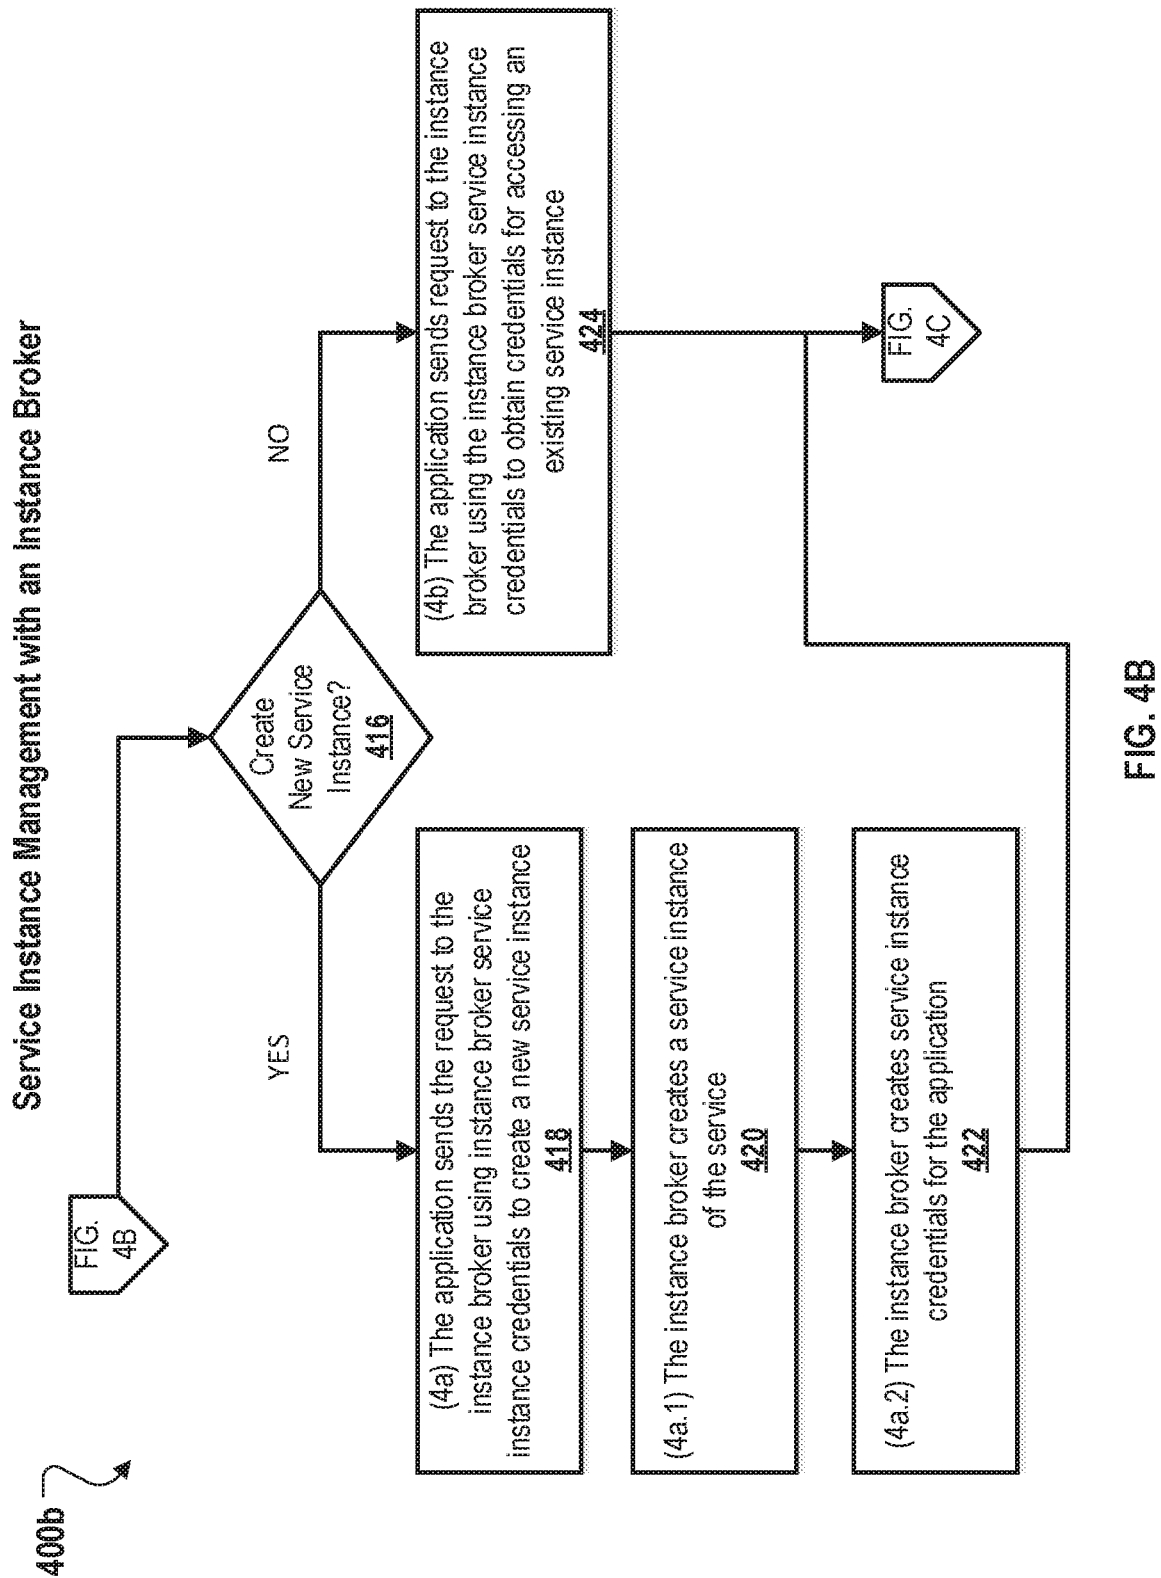 Service Instance Management with an Instance Broker
400b
FIG.
4B
Create
New Service
Instance?
416
YES
NO
(4a) The application sends the request to the
instance broker using instance broker service
instance credentials to create a new service instance
418
(4a.1) The instance broker creates a service instance
of the service
420
(4a.2) The instance broker creates service instance
credentials for the application
422
(4b) The application sends request to the instance
broker using the instance broker service instance
credentials to obtain credentials for accessing an
existing service instance
424
FIG.
4C
FIG. 4B